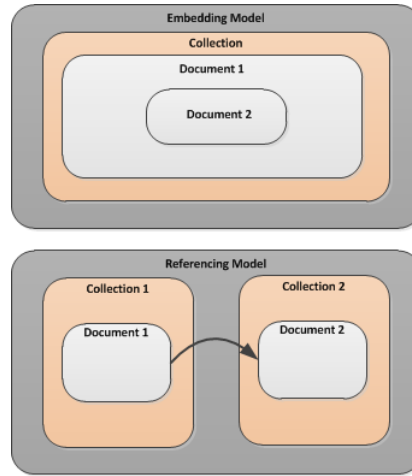 Embedding Model
Collection
Document 1
Document 2
Referencing Model
Collection 1
Collection 2
Document 1
Document 2